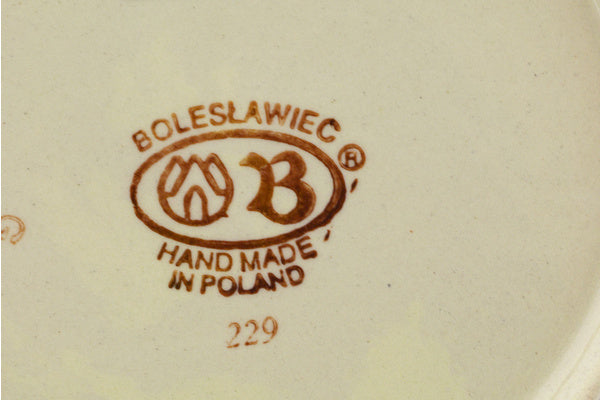 BOLESŁAWIEC
®
B
HAND MADE
IN POLAND
229